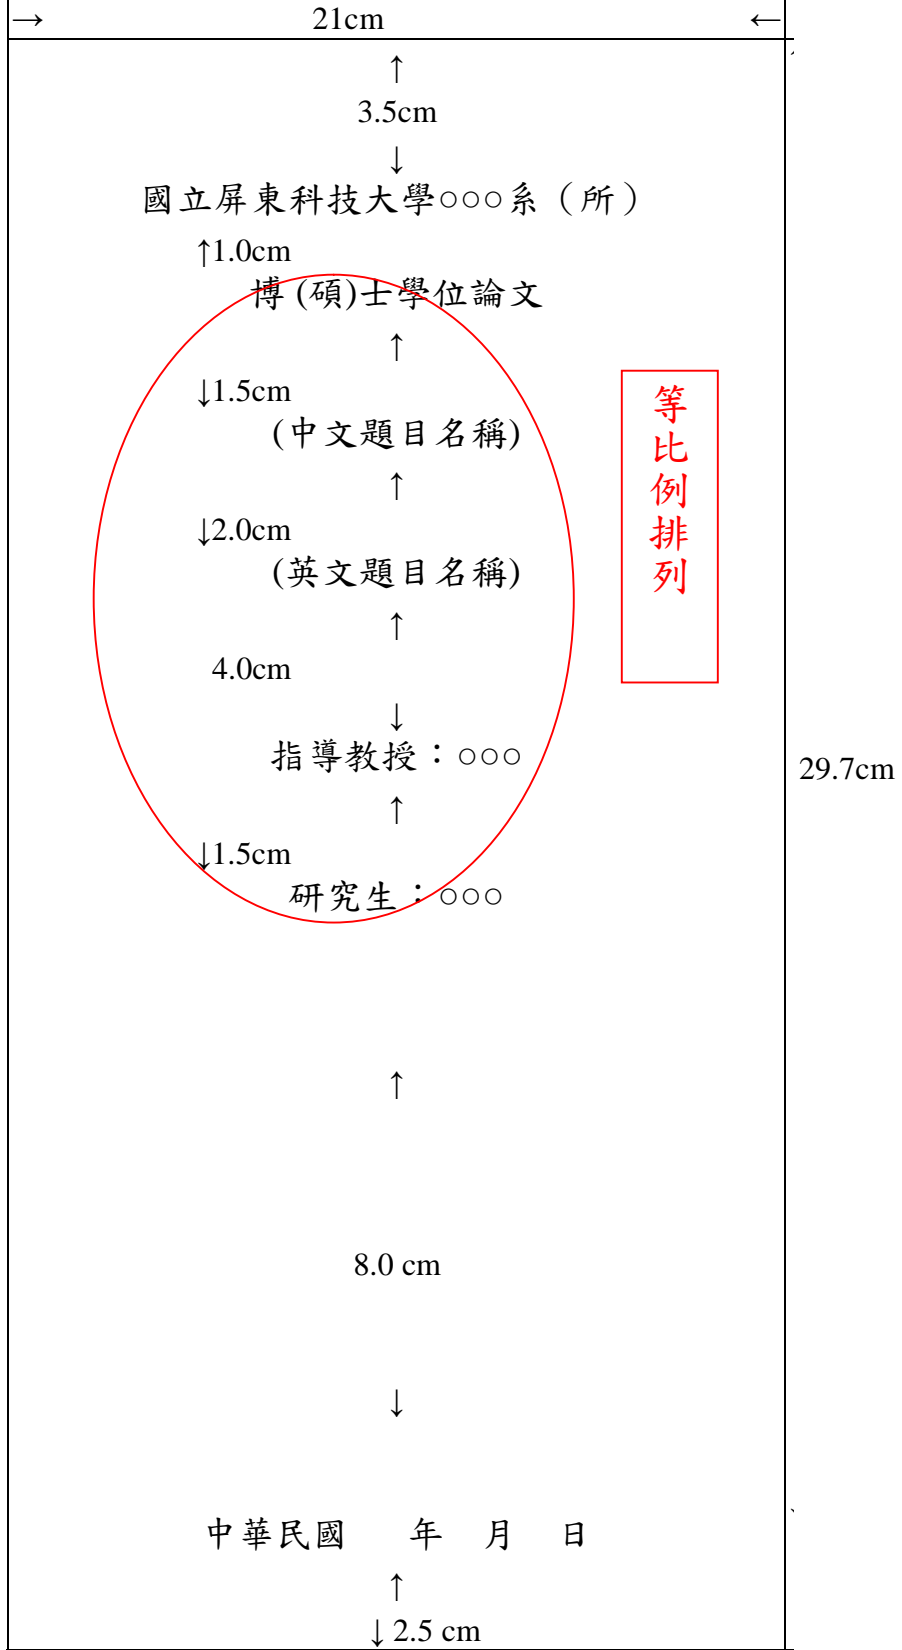 → 21cm ←
↑
3.5cm
↓
國立屏東科技大學○○○系（所）
↑1.0cm
博 (碩)士學位論文
↑
↓1.5cm
(中文題目名稱)
↑
↓2.0cm
(英文題目名稱)
↑
4.0cm
↓
指導教授：○○○
↑
↓1.5cm
研究生：○○○
↑
8.0 cm
↓
中華民國 年 月 日
↑
↓ 2.5 cm
等比例排列
29.7cm